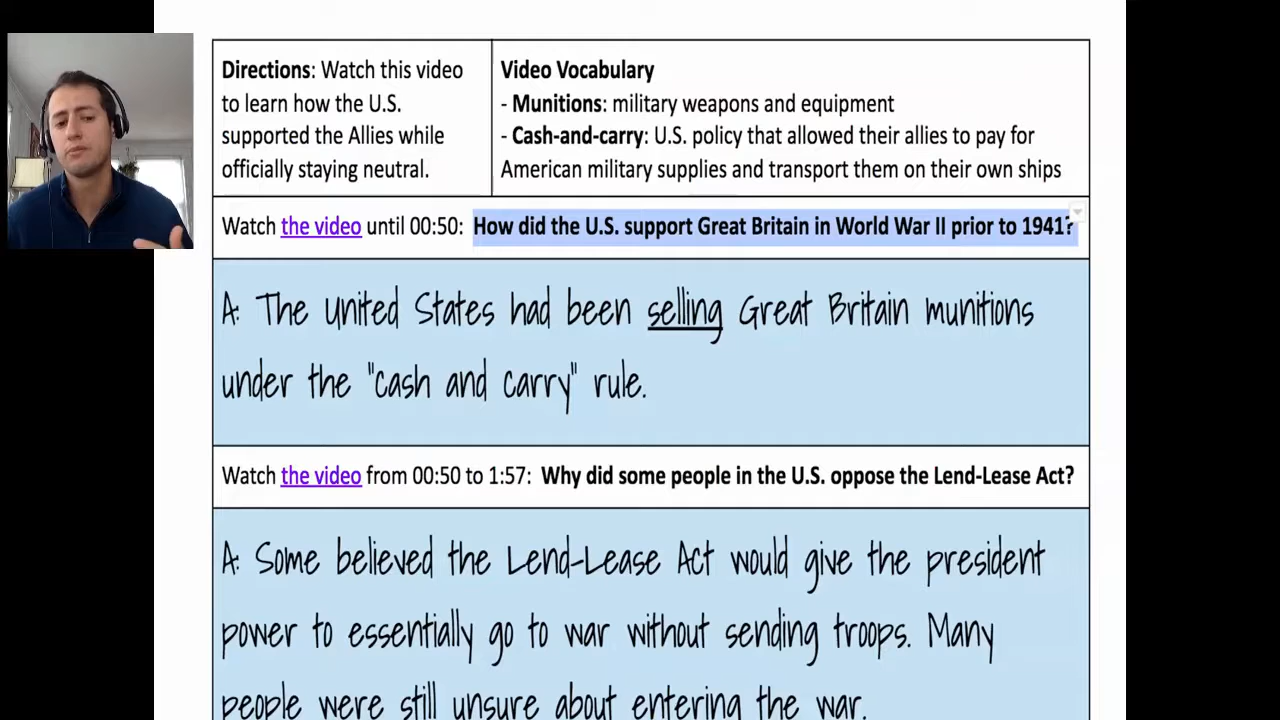 Directions: Watch this video
to learn how the U.S.
supported the Allies while
officially staying neutral.
Video Vocabulary
- Munitions: military weapons and equipment
- Cash-and-carry: U.S. policy that allowed their allies to pay for
American military supplies and transport them on their own ships
Watch the video until 00:50: How did the U.S. support Great Britain in World War II prior to 1941?
A: The United States had been selling Great Britain munitions
under the "cash and carry" rule.
Watch the video from 00:50 to 1:57: Why did some people in the U.S. oppose the Lend-Lease Act?
A: Some believed the Lend-Lease Act would give the president
power to essentially go to war without sending troops. Many
people were still unsure about entering the war.